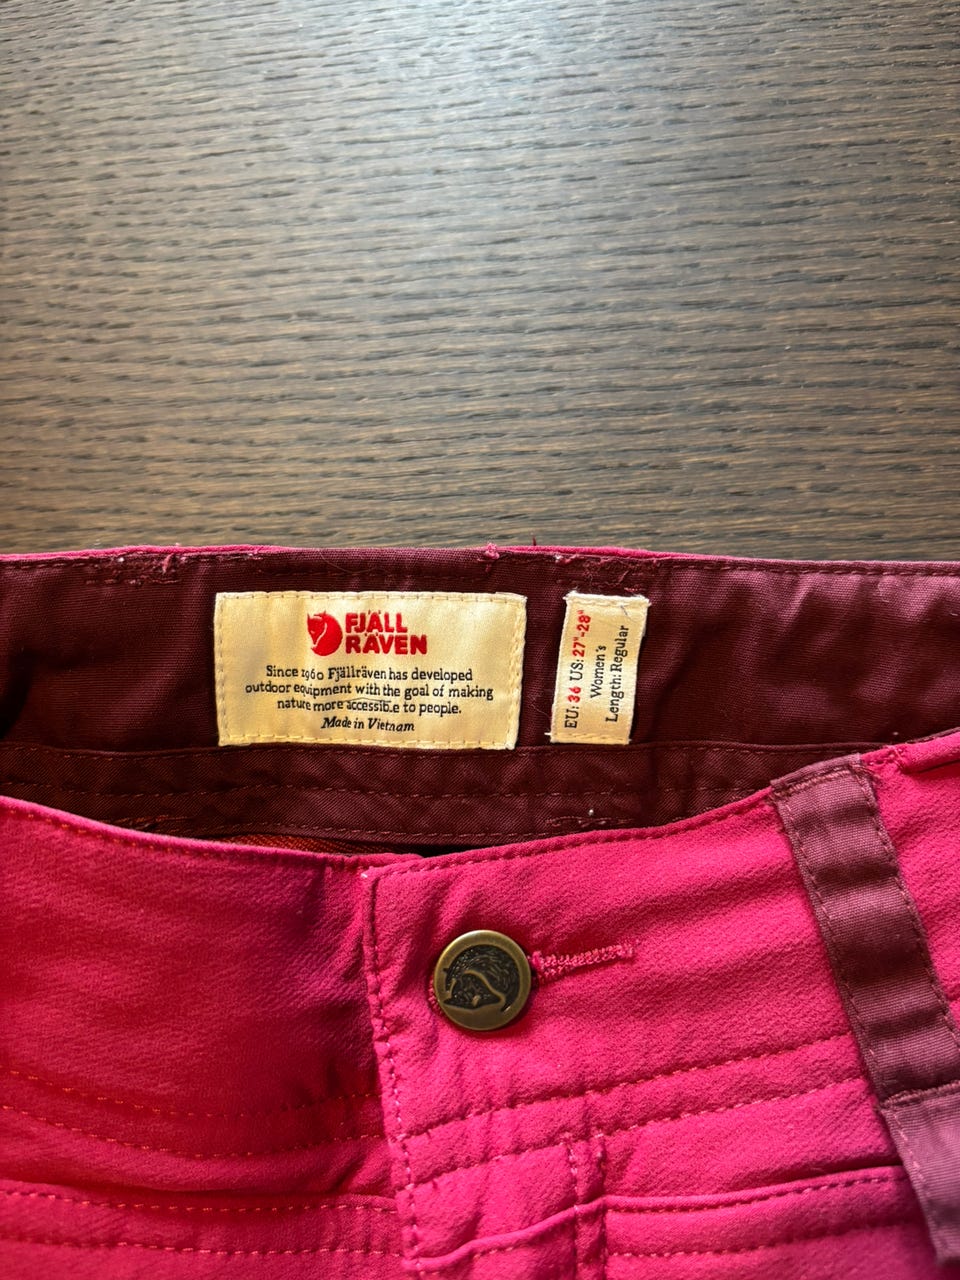 FJÄLL
RÄVEN
Since 1960 Fjällräven has developed
outdoor equipment with the goal of making
nature more accessible to people.
Made in Vietnam
EU: 36 US: 27"-28"
Women's
Length: Regular